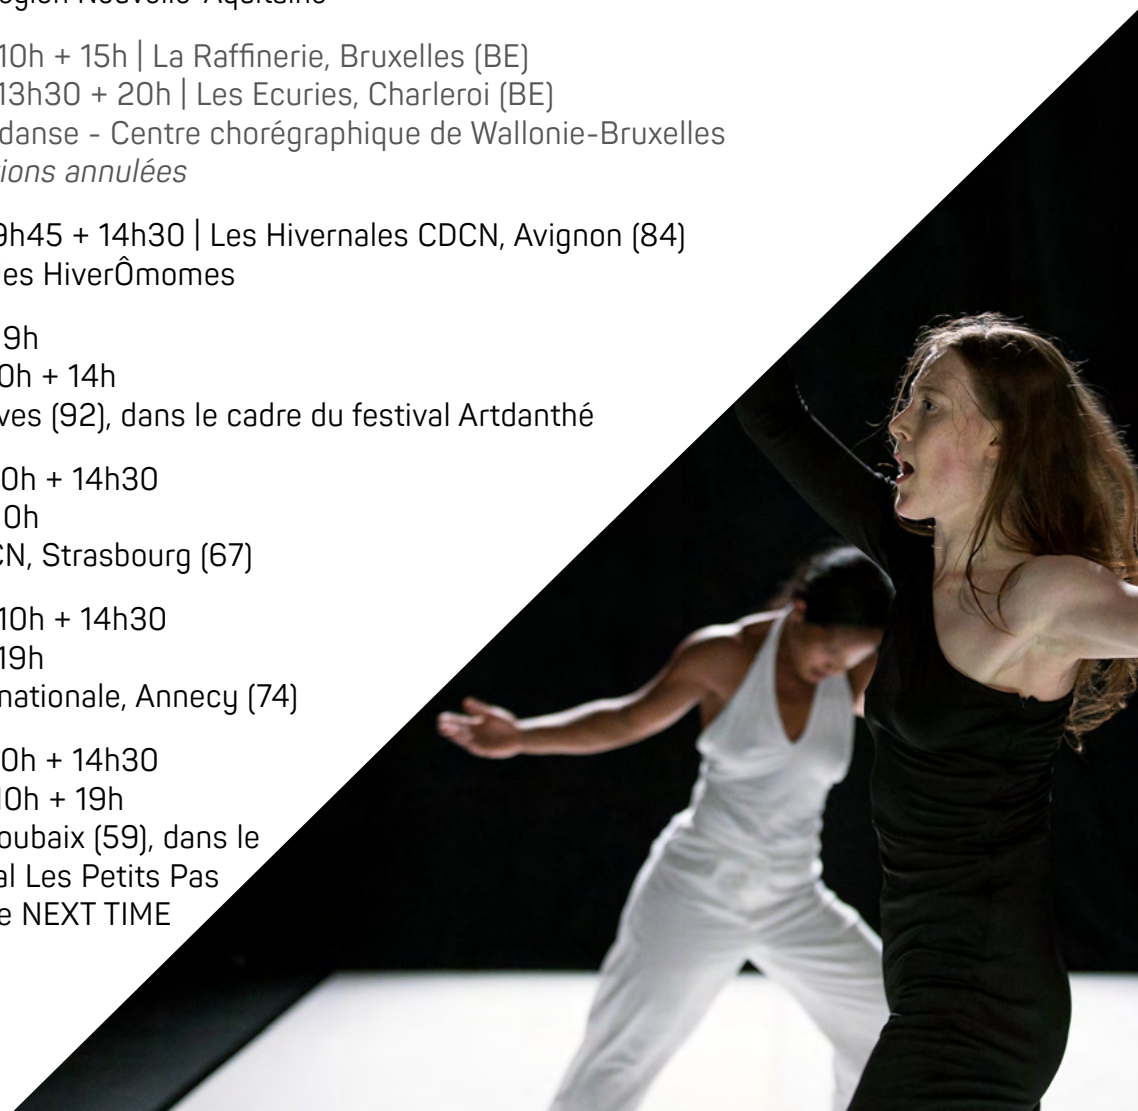 Nouvelle-Aquitaine
10h + 15h | La Raffinerie, Bruxelles (BE)
13h30 + 20h | Les Ecuries, Charleroi (BE)
danse - Centre chorégraphique de Wallonie-Bruxelles
ions annulées
9h45 + 14h30 | Les Hivernales CDCN, Avignon (84)
les HiverÔmomes
9h
0h + 14h
ves (92), dans le cadre du festival Artdanthé
0h + 14h30
0h
CN, Strasbourg (67)
10h + 14h30
19h
nationale, Annecy (74)
0h + 14h30
10h + 19h
oubaix (59), dans le
al Les Petits Pas
e NEXT TIME